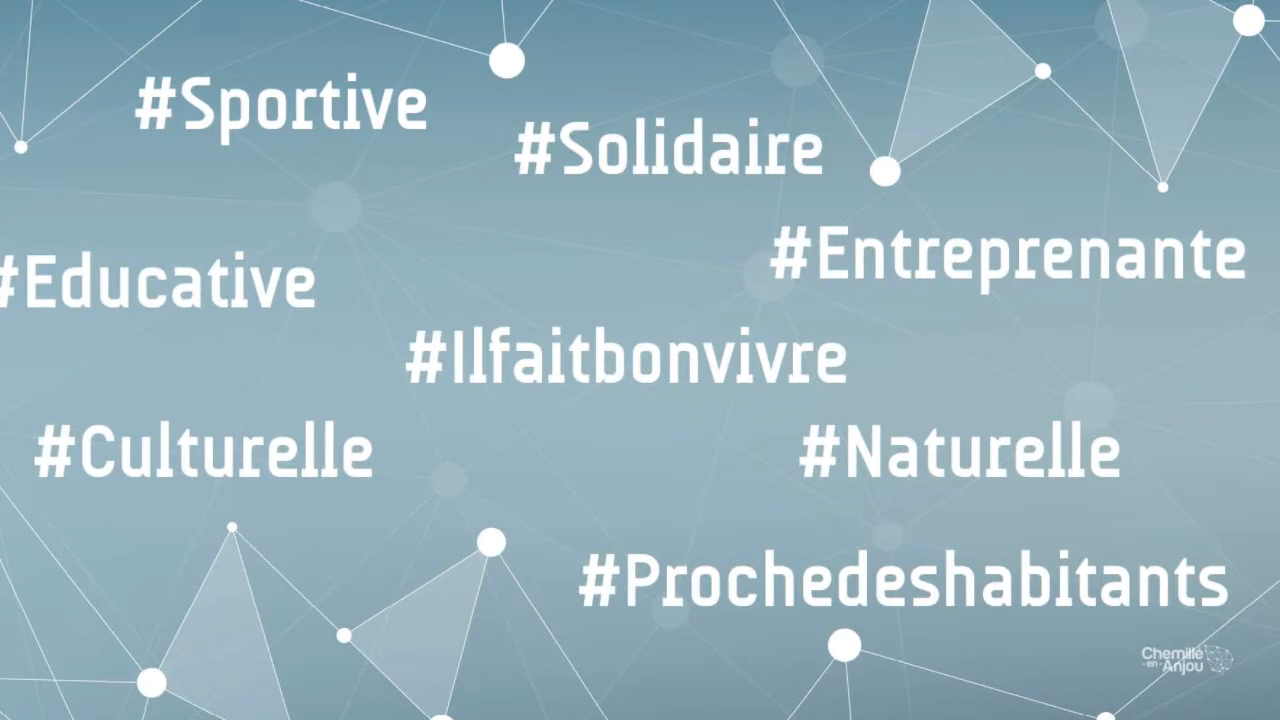 #Sportive
#Solidaire
#Entreprenante
#Educative
#Ilfaitbonvivre
#Culturelle
#Naturelle
#Prochedeshabitants
Chemillé
-en-
Anjou